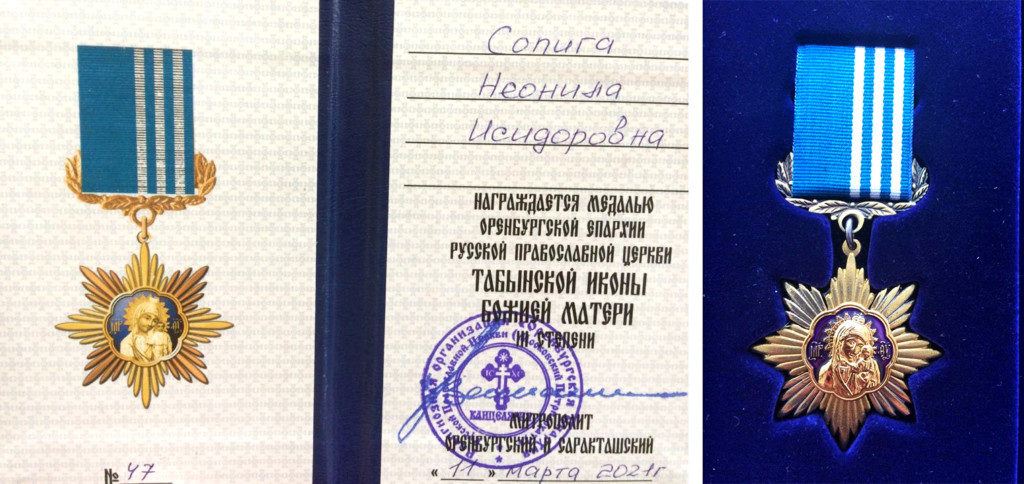 Сопига
Неонила
Исидоровна
НАГРАЖДАЕТСЯ МЕДАЛЬЮ
ОРЕНБУРГСКОЙ ЕПАРХИИ
РУССКОЙ ПРАВОСЛАВНОЙ ЦЕРКВИ
ТАБЫНСКОЙ ИКОНЫ
БОЖИЕЙ МАТЕРИ
III СТЕПЕНИ
КАНЦЕЛЯРИЯ
МИТРОПОЛИТ
ОРЕНБУРГСКИЙ И САРАКТАШСКИЙ
№ 47
« 11 » марта 2021г